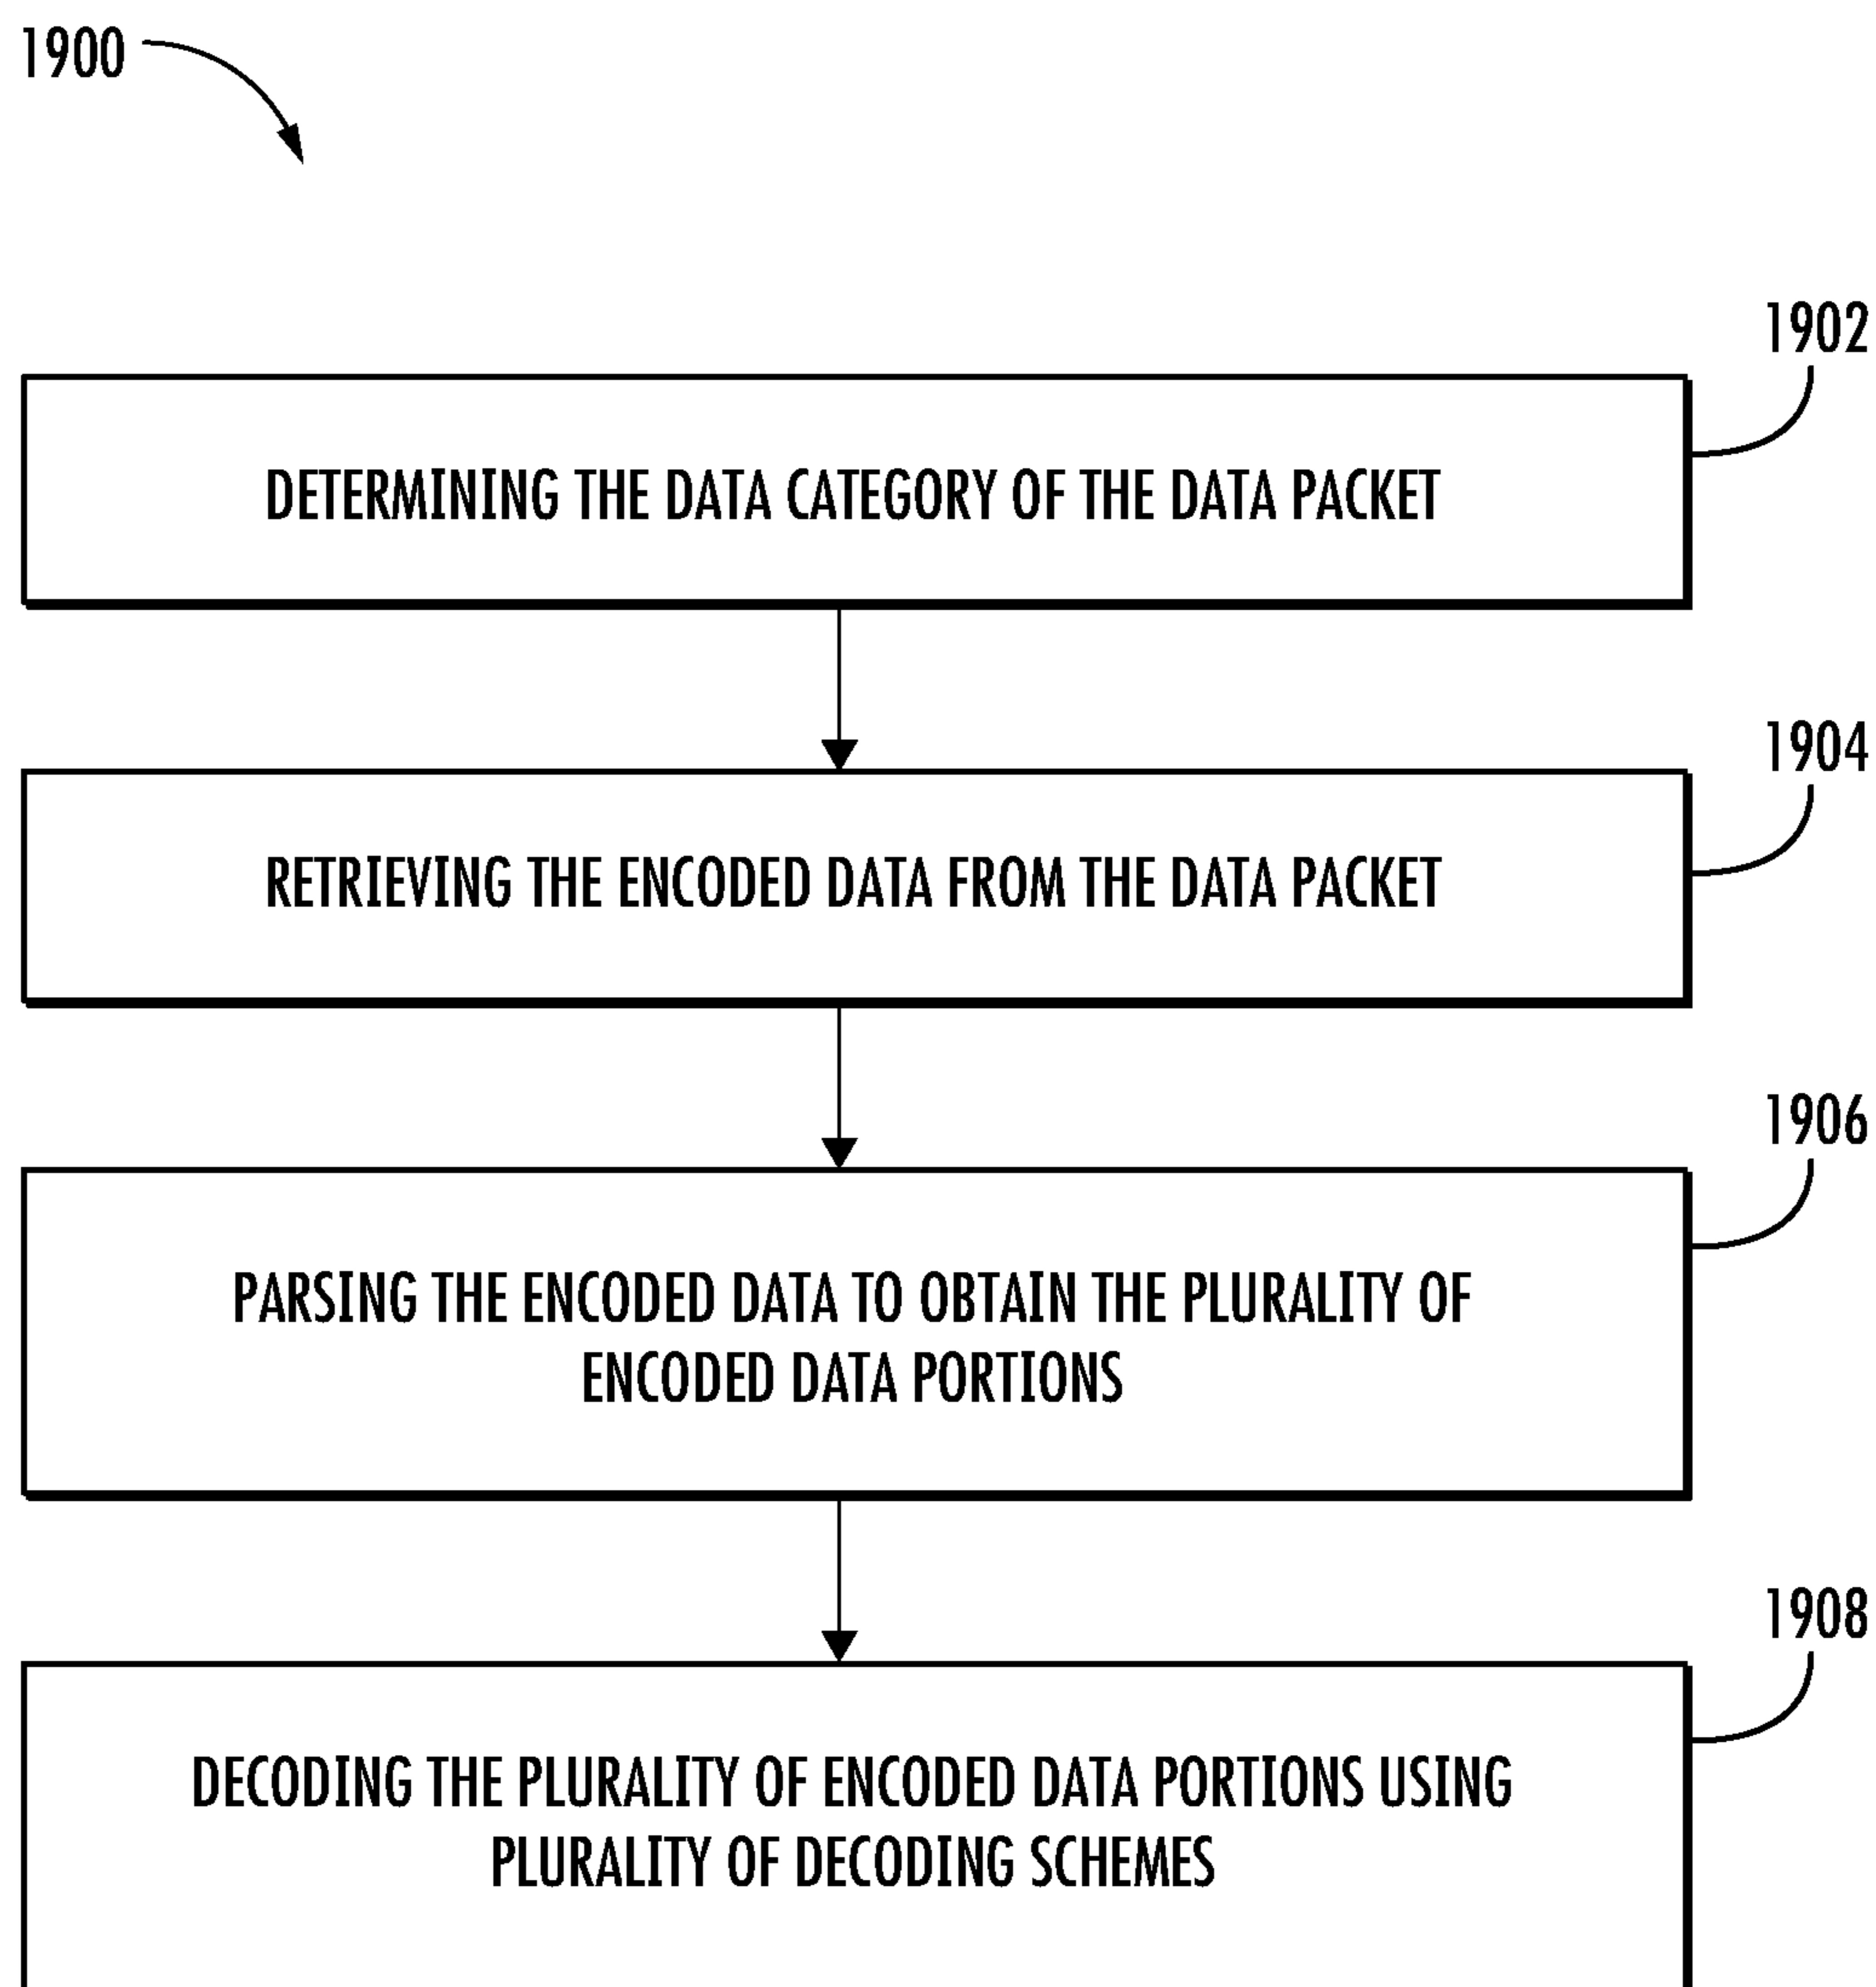 1900
1902
DETERMINING THE DATA CATEGORY OF THE DATA PACKET
1904
RETRIEVING THE ENCODED DATA FROM THE DATA PACKET
1906
PARSING THE ENCODED DATA TO OBTAIN THE PLURALITY OF
ENCODED DATA PORTIONS
1908
DECODING THE PLURALITY OF ENCODED DATA PORTIONS USING
PLURALITY OF DECODING SCHEMES